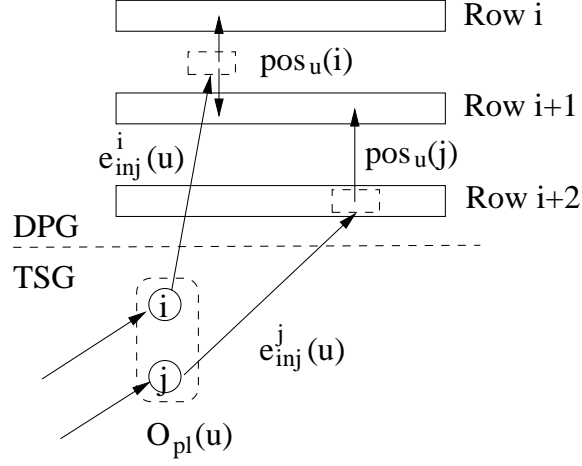 Row i
pos_u(i)
Row i+1
e^i_inj(u)
pos_u(j)
Row i+2
DPG
TSG
i
e^j_inj(u)
j
O_pl(u)